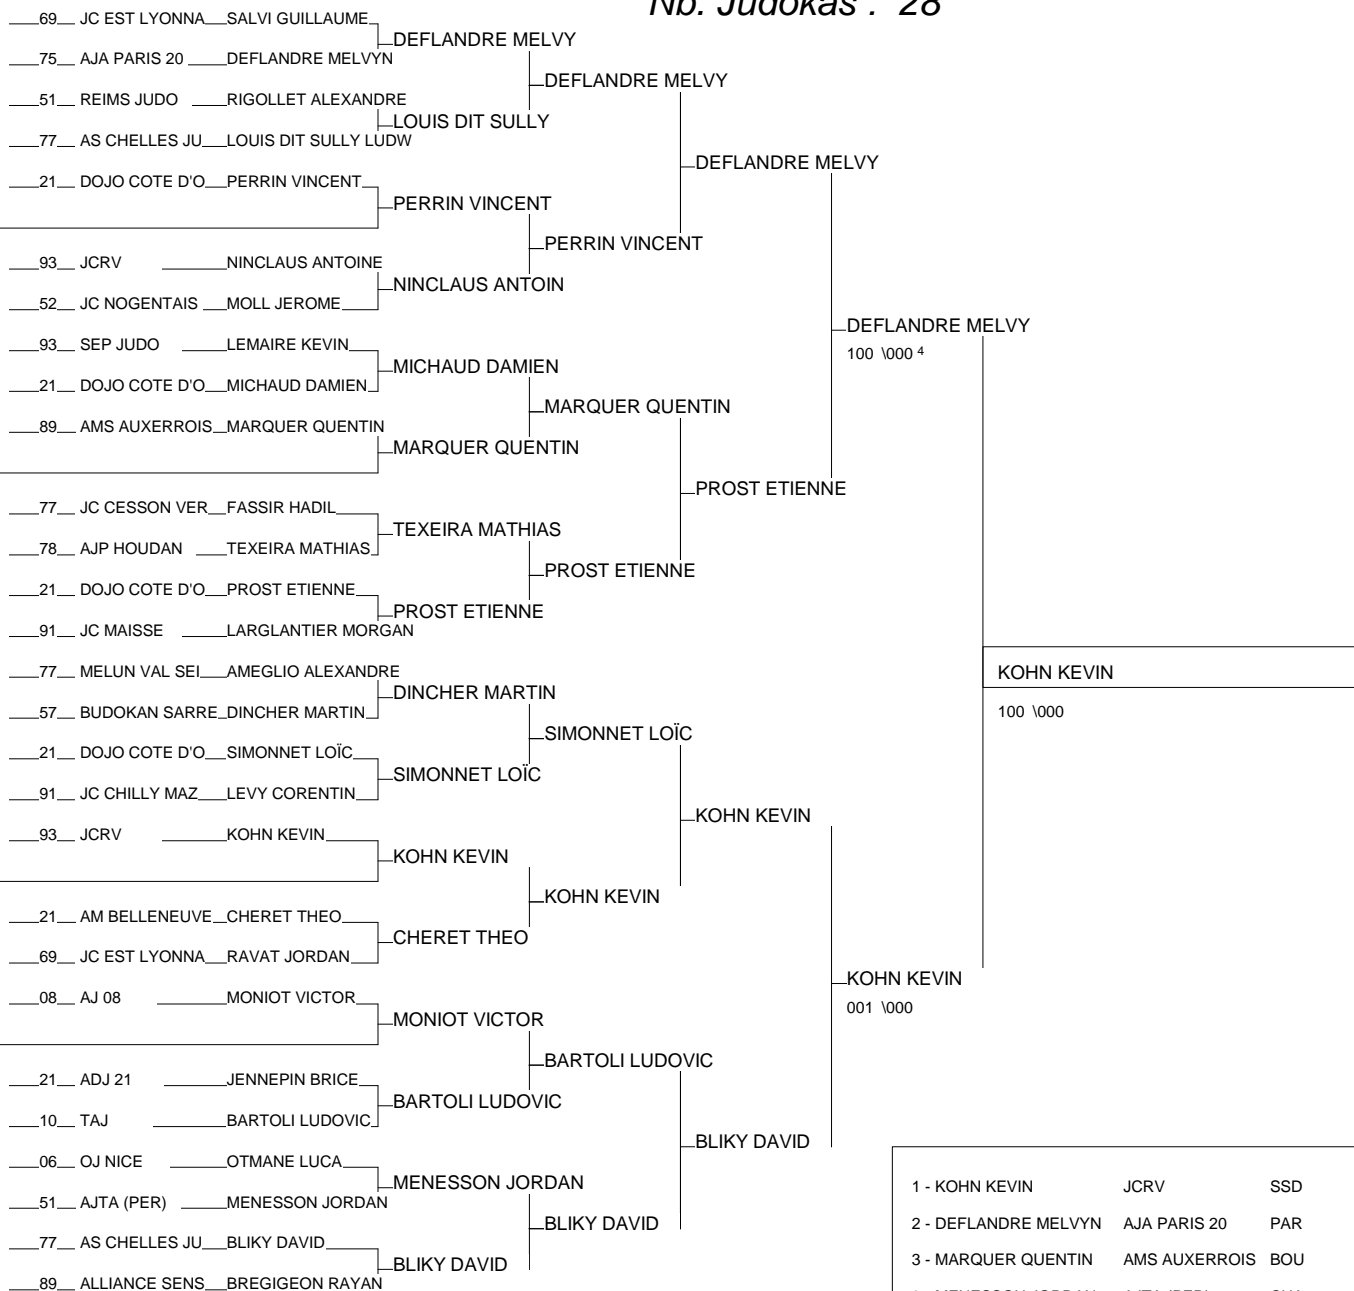 Nb. Judokas : 28
69 JC EST LYONNA SALVI GUILLAUME
DEFLANDRE MELVY
75 AJA PARIS 20 DEFLANDRE MELVYN
DEFLANDRE MELVY
51 REIMS JUDO RIGOLLET ALEXANDRE
LOUIS DIT SULLY
77 AS CHELLES JU LOUIS DIT SULLY LUDW
DEFLANDRE MELVY
21 DOJO COTE D'O PERRIN VINCENT
PERRIN VINCENT
PERRIN VINCENT
93 JCRV NINCLAUS ANTOINE
NINCLAUS ANTOIN
52 JC NOGENTAIS MOLL JEROME
DEFLANDRE MELVY
100 \000 4
93 SEP JUDO LEMAIRE KEVIN
MICHAUD DAMIEN
21 DOJO COTE D'O MICHAUD DAMIEN
MARQUER QUENTIN
89 AMS AUXERROIS MARQUER QUENTIN
MARQUER QUENTIN
PROST ETIENNE
77 JC CESSON VER FASSIR HADIL
TEXEIRA MATHIAS
78 AJP HOUDAN TEXEIRA MATHIAS
PROST ETIENNE
21 DOJO COTE D'O PROST ETIENNE
PROST ETIENNE
91 JC MAISSE LARGLANTIER MORGAN
KOHN KEVIN
100 \000
77 MELUN VAL SEI AMEGLIO ALEXANDRE
DINCHER MARTIN
57 BUDOKAN SARRE DINCHER MARTIN
SIMONNET LOÏC
21 DOJO COTE D'O SIMONNET LOÏC
SIMONNET LOÏC
91 JC CHILLY MAZ LEVY CORENTIN
KOHN KEVIN
93 JCRV KOHN KEVIN
KOHN KEVIN
KOHN KEVIN
21 AM BELLENEUVE CHERET THEO
CHERET THEO
69 JC EST LYONNA RAVAT JORDAN
KOHN KEVIN
001 \000
08 AJ 08 MONIOT VICTOR
MONIOT VICTOR
BARTOLI LUDOVIC
21 ADJ 21 JENNEPIN BRICE
BARTOLI LUDOVIC
10 TAJ BARTOLI LUDOVIC
BLIKY DAVID
06 OJ NICE OTMANE LUCA
MENESSON JORDAN
51 AJTA (PER) MENESSON JORDAN
BLIKY DAVID
77 AS CHELLES JU BLIKY DAVID
BLIKY DAVID
89 ALLIANCE SENS BREGIGEON RAYAN
1 - KOHN KEVIN JCRV SSD
2 - DEFLANDRE MELVYN AJA PARIS 20 PAR
3 - MARQUER QUENTIN AMS AUXERROIS BOU